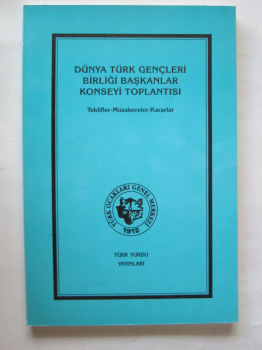 DÜNYA TÜRK GENÇLERİ
BİRLİĞİ BAŞKANLAR
KONSEYİ TOPLANTISI
Teklifler-Müzakereler-Kararlar
TÜRK OCAKLARI GENEL MERKEZİ
1912
TÜRK YURDU
YAYINLARI